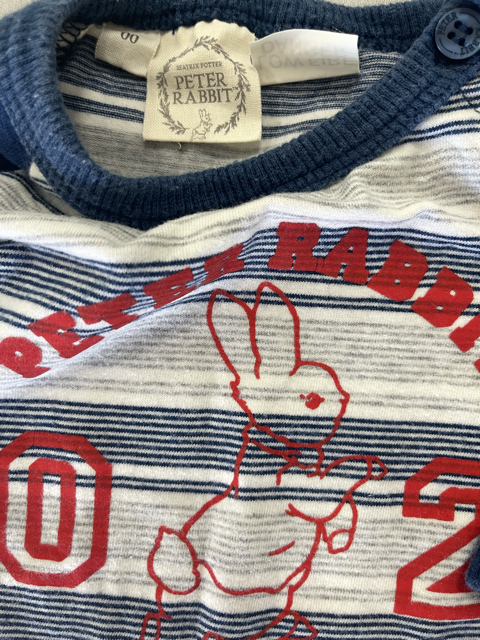 00
BEATRIX POTTER
PETER
RABBIT
PETER RABBIT
0 2